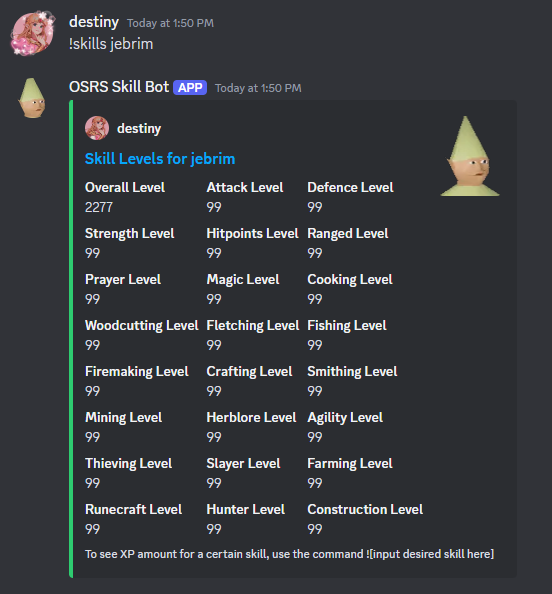 destiny Today at 1:50 PM
!skills jebrim
OSRS Skill Bot APP Today at 1:50 PM
destiny
Skill Levels for jebrim
Overall Level Attack Level Defence Level
2277 99 99
Strength Level Hitpoints Level Ranged Level
99 99 99
Prayer Level Magic Level Cooking Level
99 99 99
Woodcutting Level Fletching Level Fishing Level
99 99 99
Firemaking Level Crafting Level Smithing Level
99 99 99
Mining Level Herblore Level Agility Level
99 99 99
Thieving Level Slayer Level Farming Level
99 99 99
Runecraft Level Hunter Level Construction Level
99 99 99
To see XP amount for a certain skill, use the command ![input desired skill here]